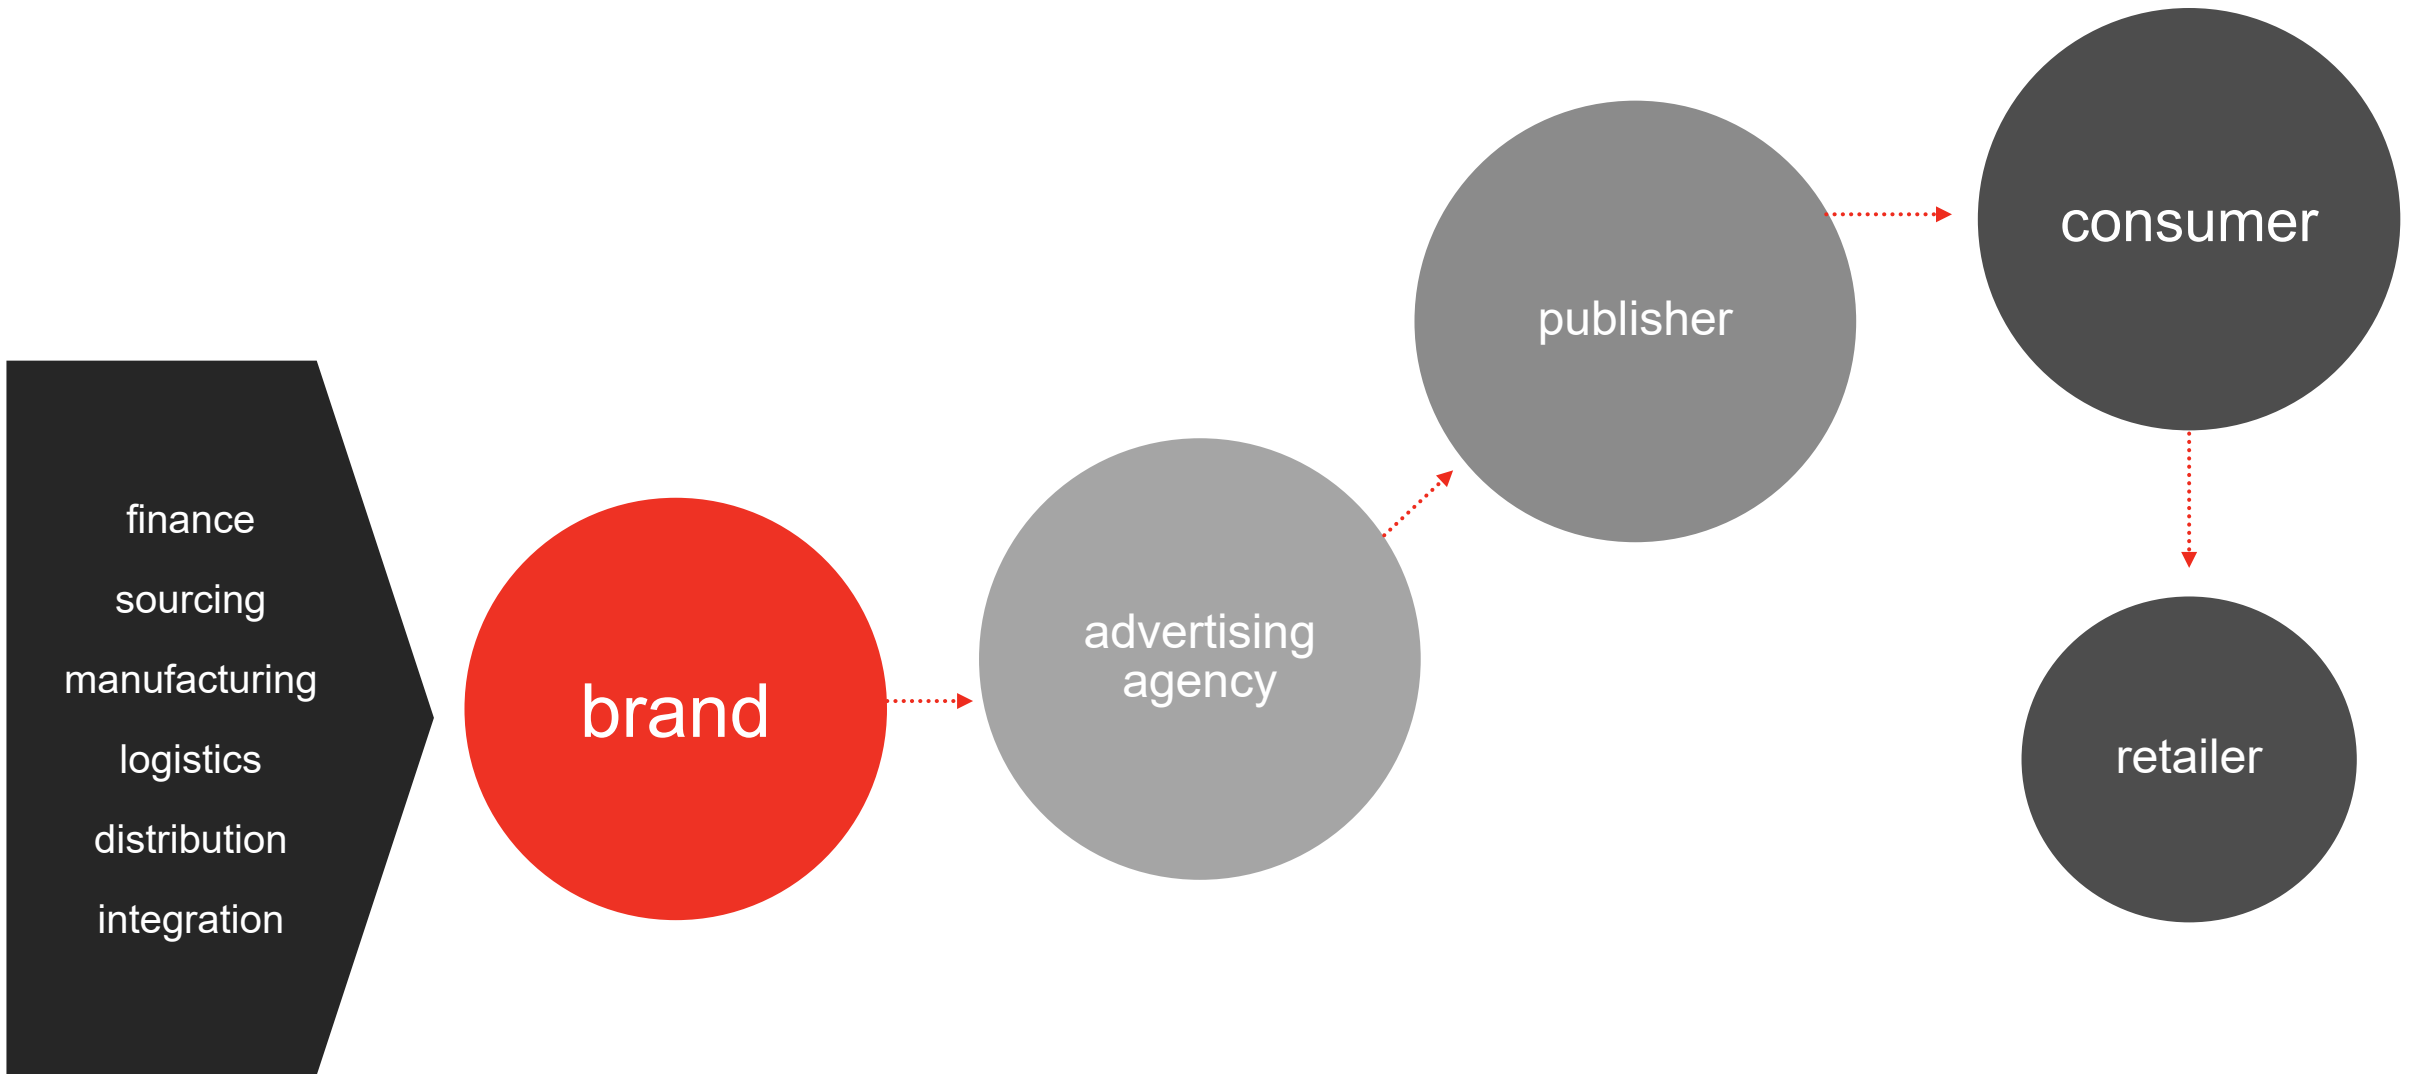 finance
sourcing
manufacturing
logistics
distribution
integration
brand
advertising
agency
publisher
consumer
retailer